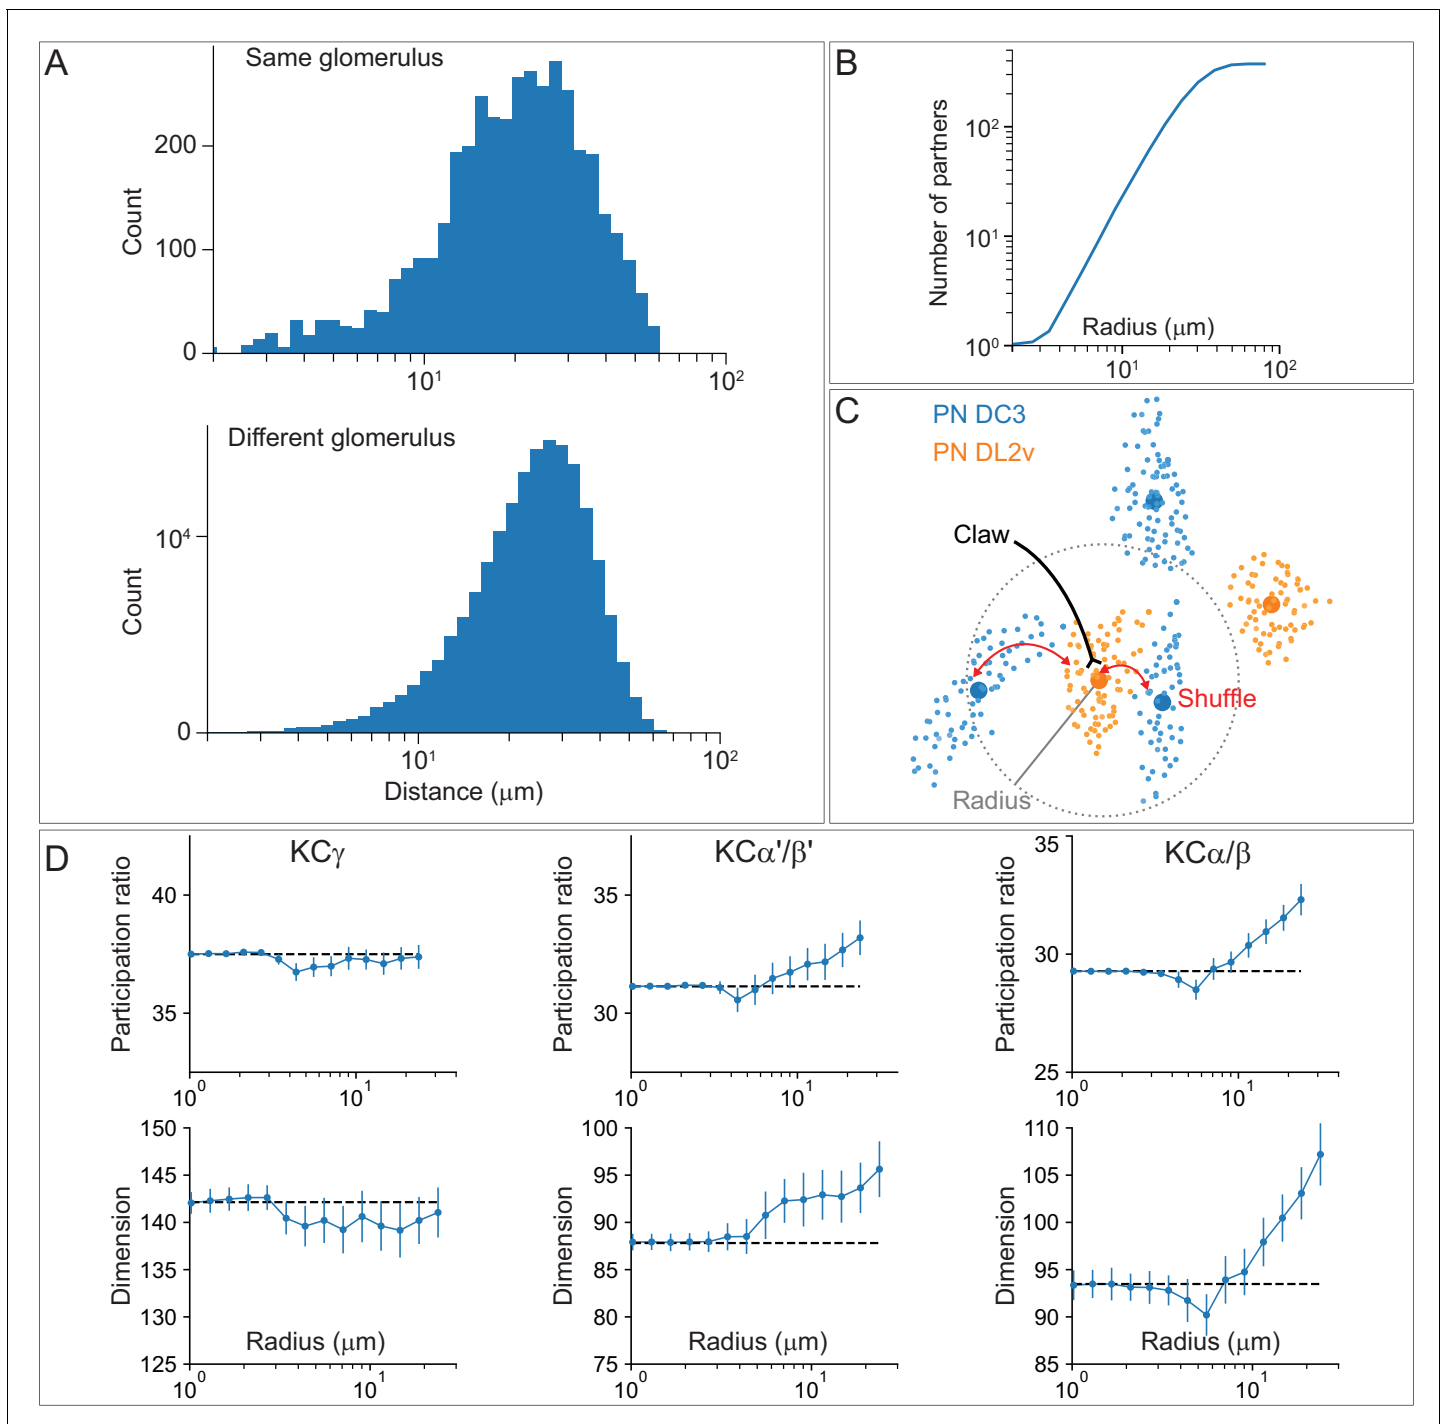 A
Same glomerulus
Count
200
100
0
10¹
10²
Different glomerulus
Count
10⁴
0
10¹
10²
Distance (μm)
B
Number of partners
10²
10¹
10⁰
Radius (μm)
10¹
10²
C
PN DC3
PN DL2v
Claw
Shuffle
Radius
D
KCγ
Participation ratio
40
35
10⁰
10¹
KCα'/β'
Participation ratio
35
31
10⁰
10¹
KCα/β
Participation ratio
35
30
25
10⁰
10¹
Dimension
150
145
140
135
130
125
Radius (μm)
10⁰
10¹
Dimension
100
95
90
85
80
75
Radius (μm)
10⁰
10¹
Dimension
110
105
100
95
90
85
Radius (μm)
10⁰
10¹